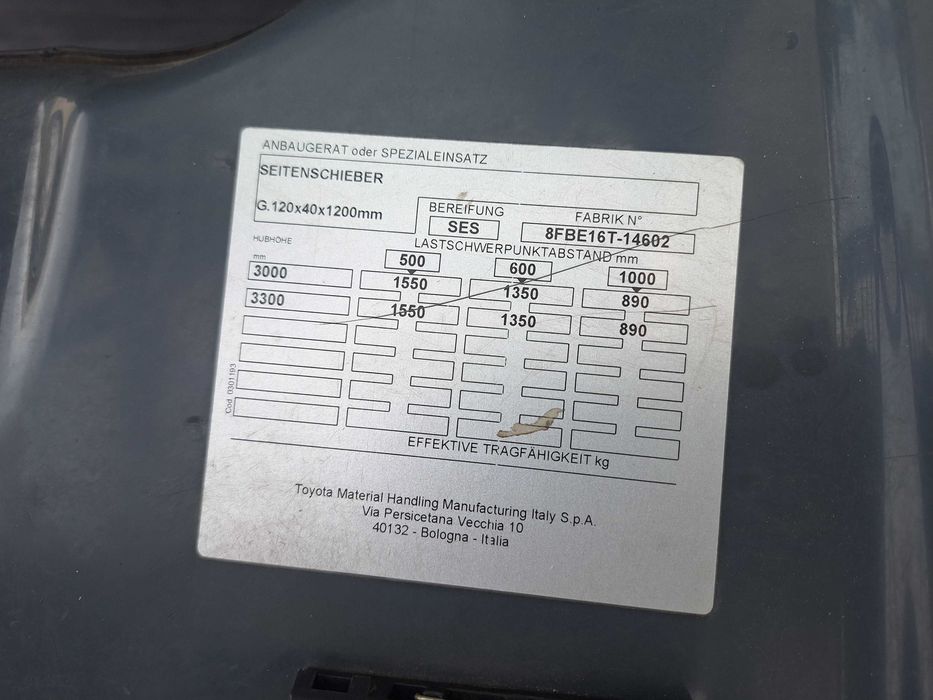 ANBAUGERÄT oder SPEZIALEINSATZ
SEITENSCHIEBER
G.120x40x1200mm
BEREIFUNG
SES
FABRIK N°
8FBE16T-14602
HUBHÖHE
LASTSCHWERPUNKTABSTAND mm
mm
500 600 1000
3000 1550 1350 890
3300 1550 1350 890
Cod. 0301193
EFFEKTIVE TRAGFÄHIGKEIT kg
Toyota Material Handling Manufacturing Italy S.p.A.
Via Persicetana Vecchia 10
40132 - Bologna - Italia